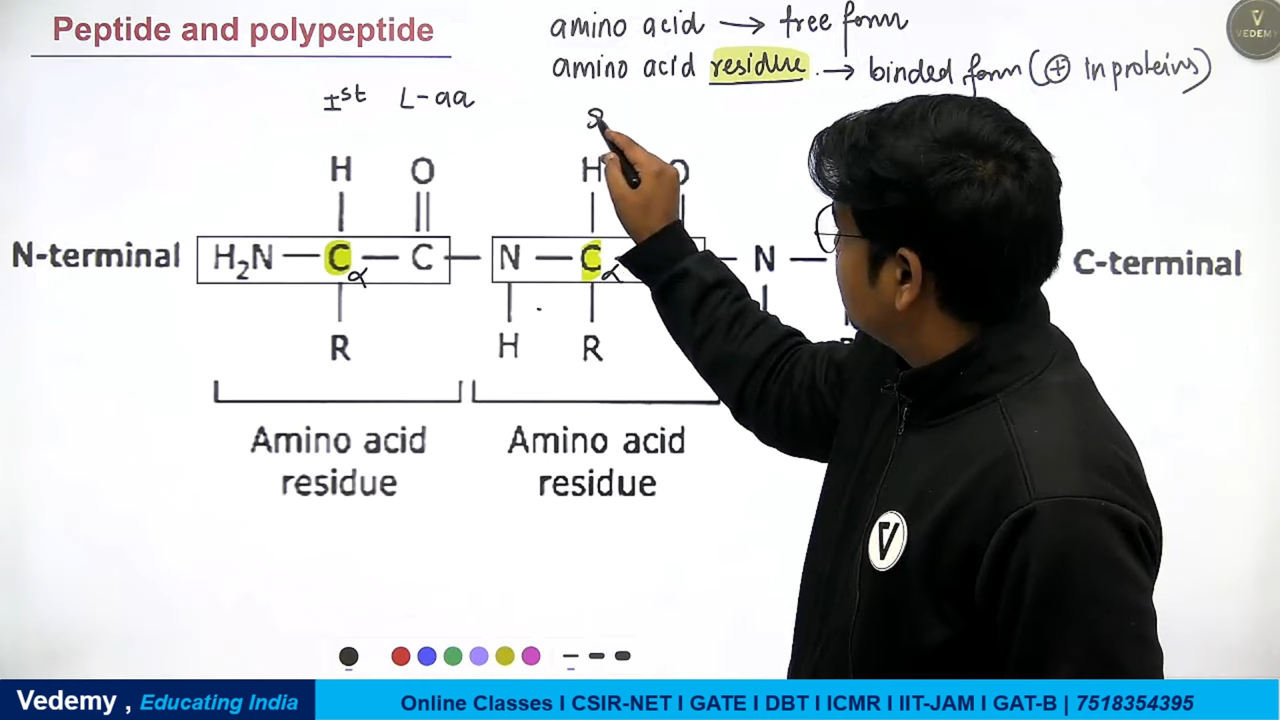 Peptide and polypeptide
amino acid → free form
amino acid residue → binded form (⊕ in proteins)
VEDEMY
Ist L-aa
H O H O
N-terminal H₂N — C — C — N — C — N — C-terminal
α α
R H R
Amino acid residue
Amino acid residue
Vedemy , Educating India
Online Classes I CSIR-NET I GATE I DBT I ICMR I IIT-JAM I GAT-B | 7518354395